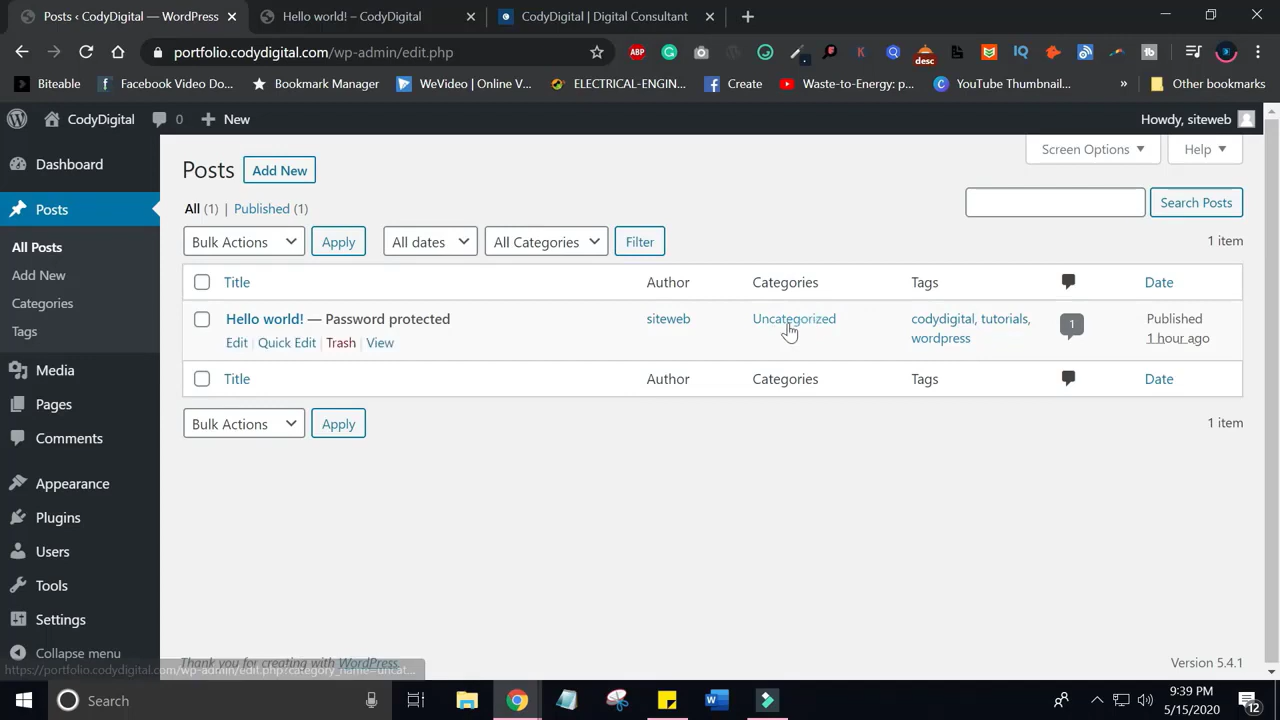 Posts ‹ CodyDigital — WordPress
Hello world! – CodyDigital
CodyDigital | Digital Consultant
portfolio.codydigital.com/wp-admin/edit.php
ABP
desc
K
IQ
Biteable
Facebook Video Do...
Bookmark Manager
WeVideo | Online V...
ELECTRICAL-ENGIN...
Create
Waste-to-Energy: p...
YouTube Thumbnail...
»
Other bookmarks
CodyDigital
0
New
Howdy, siteweb
Dashboard
Posts
All Posts
Add New
Categories
Tags
Media
Pages
Comments
Appearance
Plugins
Users
Tools
Settings
Collapse menu
Screen Options
Help
Posts
Add New
All (1) | Published (1)
Search Posts
Bulk Actions
Apply
All dates
All Categories
Filter
1 item
Title
Author
Categories
Tags
Date
Hello world! — Password protected
siteweb
Uncategorized
codydigital, tutorials,
wordpress
1
Published
1 hour ago
Edit | Quick Edit | Trash | View
Title
Author
Categories
Tags
Date
Bulk Actions
Apply
1 item
Thank you for creating with WordPress.
Version 5.4.1
https://portfolio.codydigital.com/wp-admin/edit.php?category_name=uncat...
Search
9:39 PM
5/15/2020
12